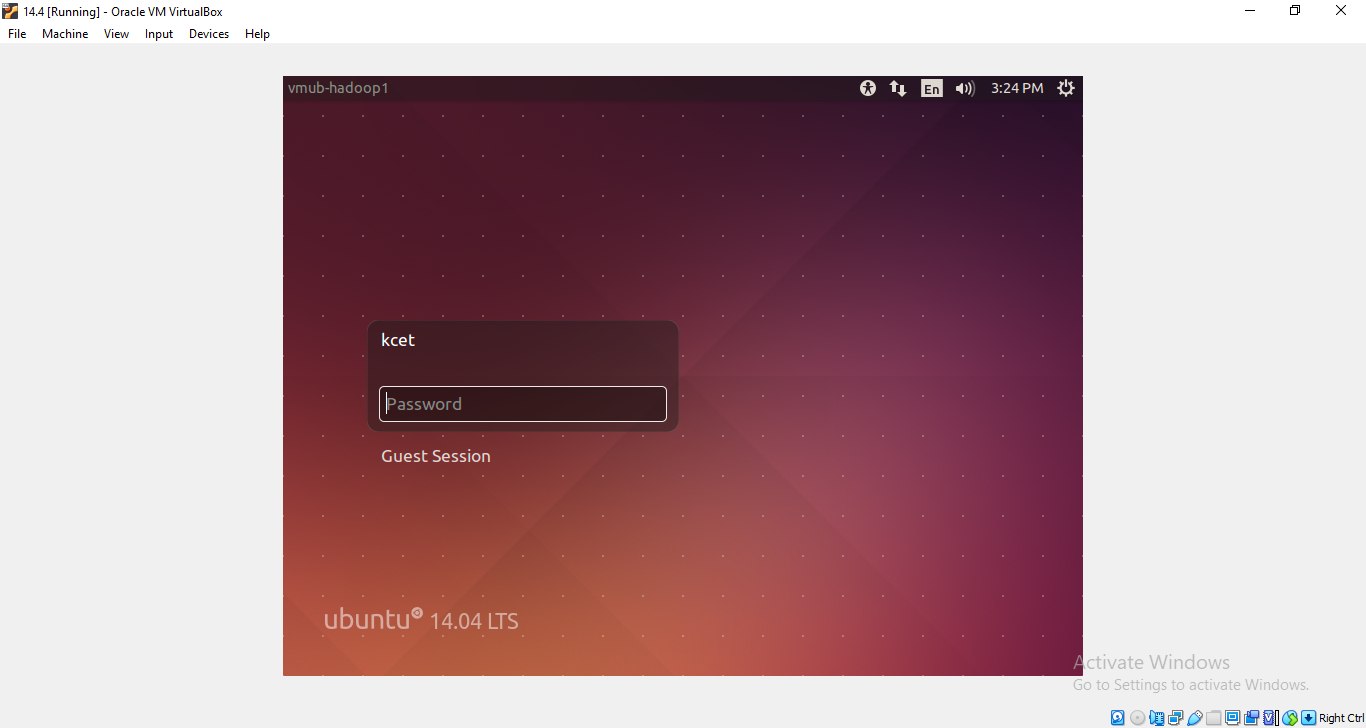 14.4 [Running] - Oracle VM VirtualBox
File Machine View Input Devices Help
vmub-hadoop1 En 3:24 PM
kcet
Password
Guest Session
ubuntu 14.04 LTS
Activate Windows
Go to Settings to activate Windows.
Right Ctrl